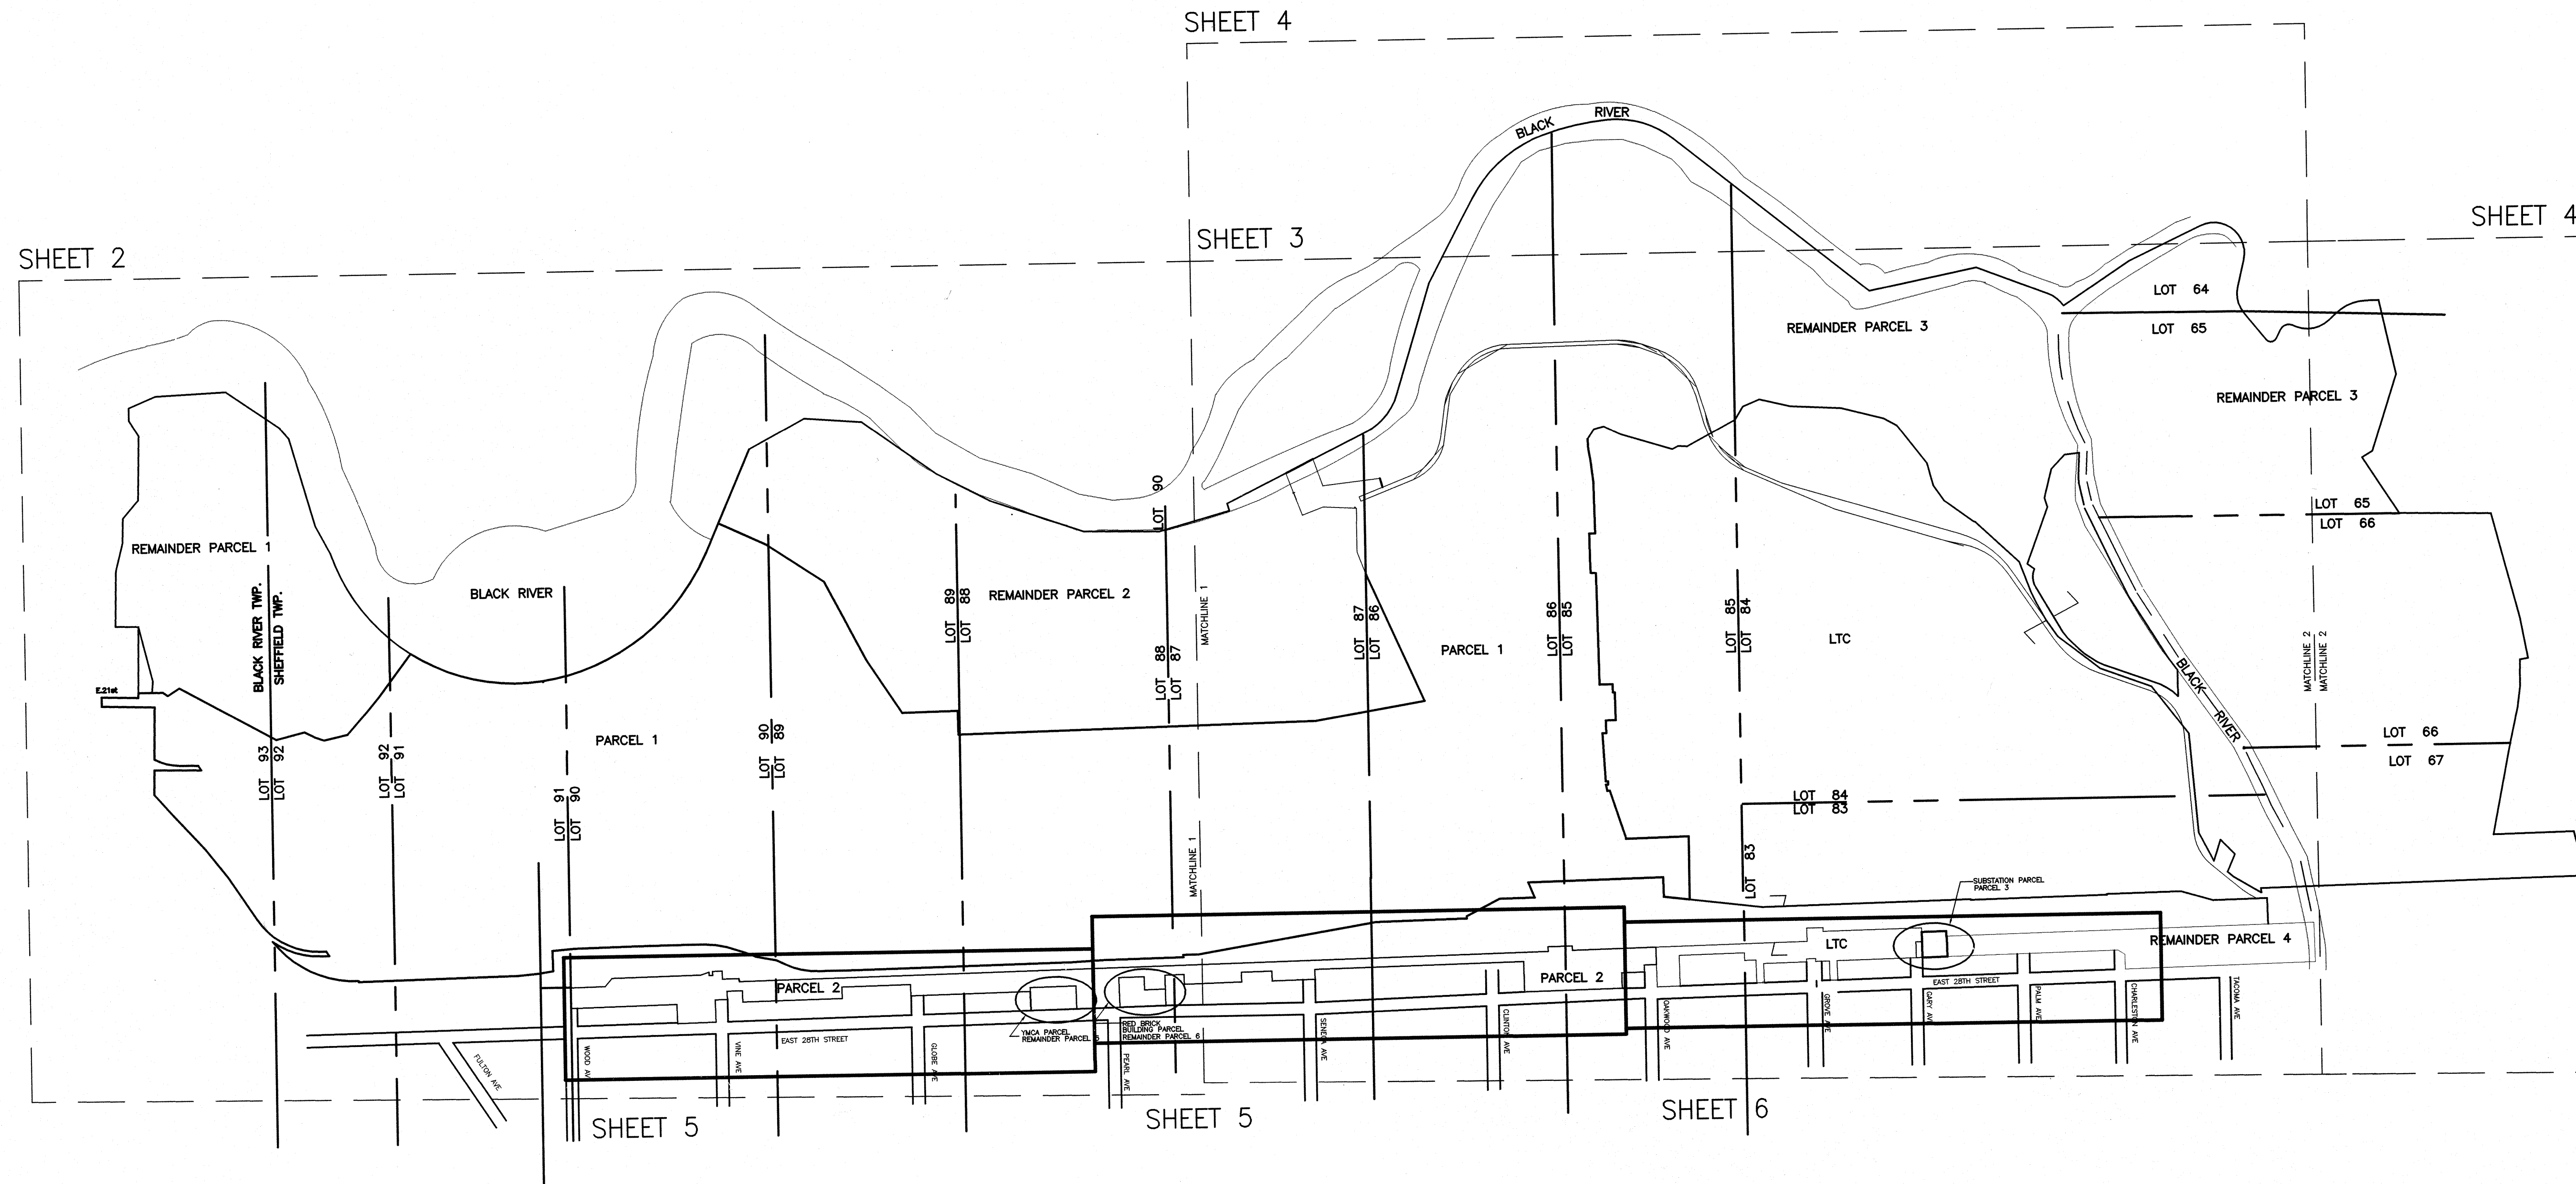 SHEET 4
SHEET 4
SHEET 3
SHEET 2
BLACK RIVER
LOT 64
LOT 65
REMAINDER PARCEL 3
REMAINDER PARCEL 3
LOT 90
LOT 65
LOT 66
REMAINDER PARCEL 1
BLACK RIVER TWP.
SHEFFIELD TWP.
BLACK RIVER
LOT 89
LOT 88
REMAINDER PARCEL 2
MATCHLINE 1
LOT 87
LOT 86
PARCEL 1
LOT 86
LOT 85
LOT 85
LOT 84
LTC
MATCHLINE 2
MATCHLINE 2
LOT 88
LOT 87
E.21st
BLACK RIVER
PARCEL 1
LOT 93
LOT 92
LOT 92
LOT 91
LOT 90
LOT 89
LOT 66
LOT 67
LOT 91
LOT 90
LOT 84
LOT 83
MATCHLINE 1
LOT 83
SUBSTATION PARCEL
PARCEL 3
LTC
REMAINDER PARCEL 4
PARCEL 2
PARCEL 2
EAST 28TH STREET
YMCA PARCEL
REMAINDER PARCEL
RED BRICK
BUILDING PARCEL
REMAINDER PARCEL 6
EAST 28TH STREET
FULTON AVE
WOOD AV
VINE AVE
GLOBE AVE
PEARL AVE
SENECA AVE
CLINTON AVE
OAKWOOD AVE
GROVE AVE
GARY AV
PALM AVE
CHARLESTON AVE
TACOMA AVE
SHEET 5
SHEET 5
SHEET 6